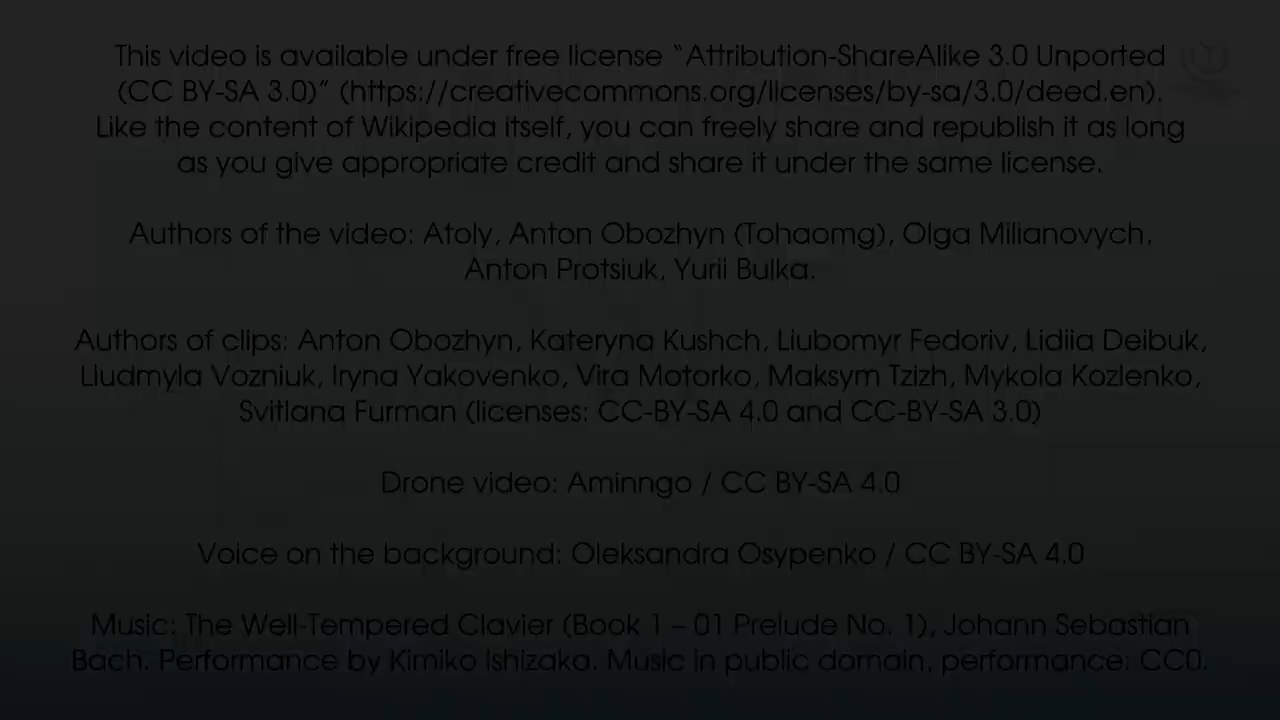 This video is available under free license “Attribution-ShareAlike 3.0 Unported
(CC BY-SA 3.0)” (https://creativecommons.org/licenses/by-sa/3.0/deed.en).
Like the content of Wikipedia itself, you can freely share and republish it as long
as you give appropriate credit and share it under the same license.
Authors of the video: Atoly, Anton Obozhyn (Tohaomg), Olga Milianovych,
Anton Protsiuk, Yurii Bulka.
Authors of clips: Anton Obozhyn, Kateryna Kushch, Liubomyr Fedoriv, Lidiia Deibuk,
Liudmyla Vozniuk, Iryna Yakovenko, Vira Motorko, Maksym Tzizh, Mykola Kozlenko,
Svitlana Furman (licenses: CC-BY-SA 4.0 and CC-BY-SA 3.0)
Drone video: Aminngo / CC BY-SA 4.0
Voice on the background: Oleksandra Osypenko / CC BY-SA 4.0
Music: The Well-Tempered Clavier (Book 1 – 01 Prelude No. 1), Johann Sebastian
Bach. Performance by Kimiko Ishizaka. Music in public domain, performance: CC0.